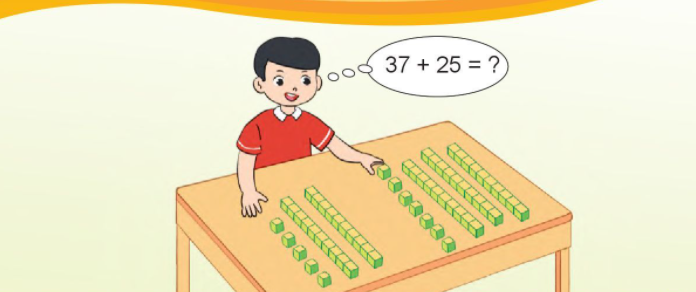 37 + 25 = ?